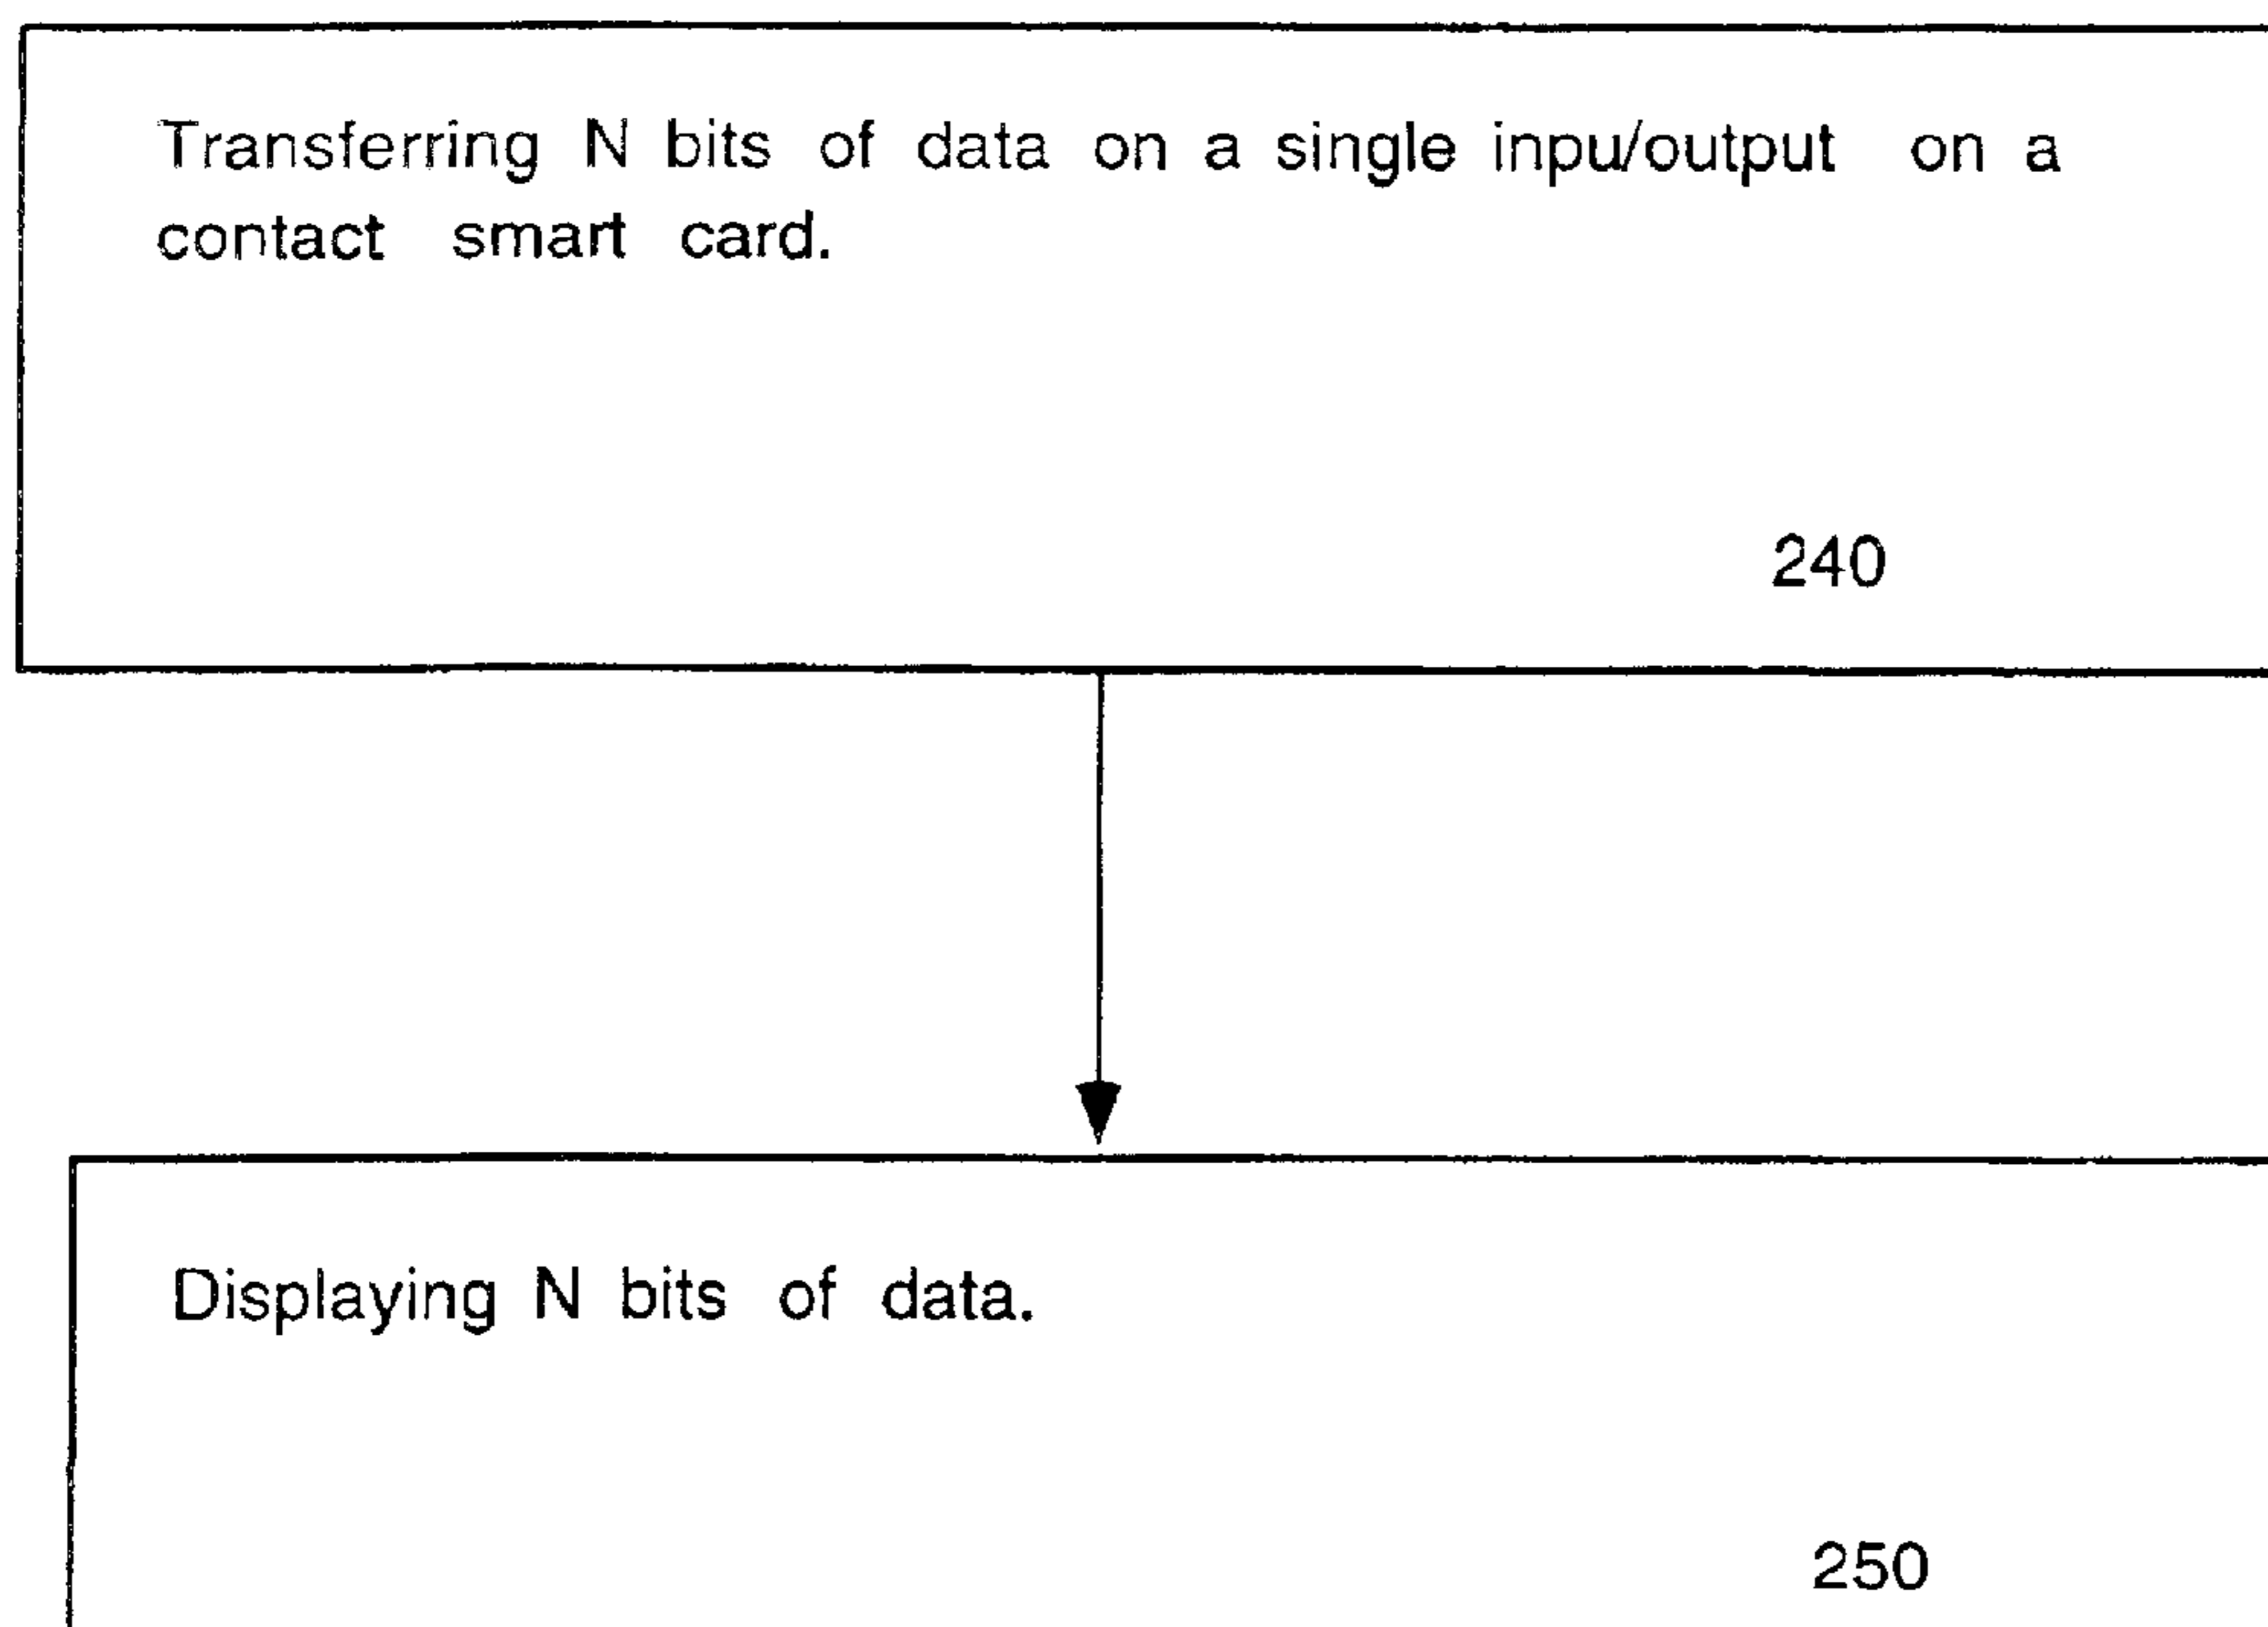 Transferring N bits of data on a single inpu/output on a
contact smart card.
240
Displaying N bits of data.
250